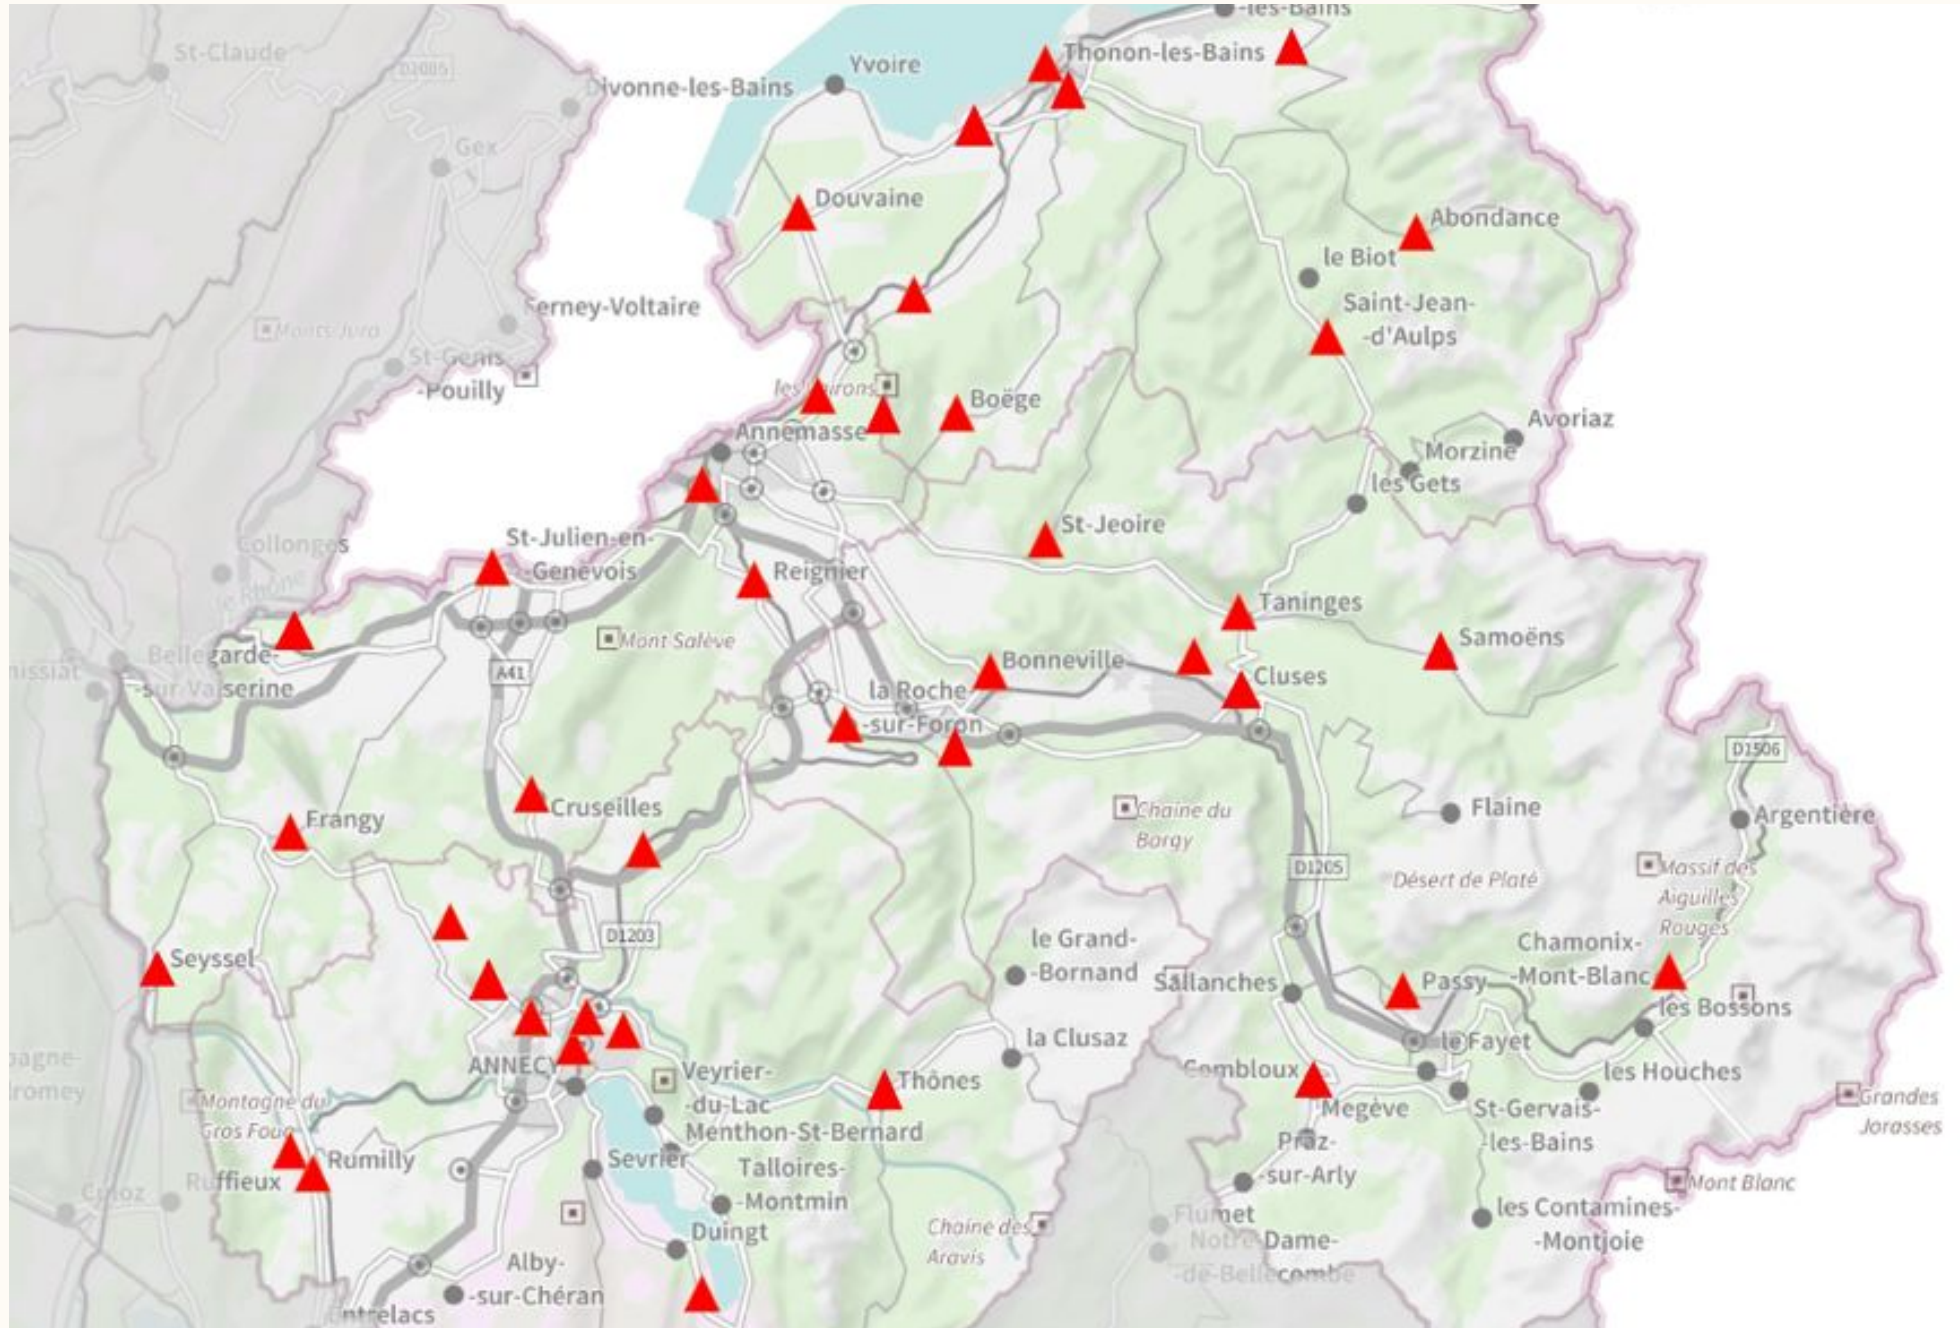 -les-Bains
St-Claude
D1005
Thonon-les-Bains
Yvoire
Divonne-les-Bains
Gex
Douvaine
Abondance
le Biot
Saint-Jean-
-d'Aulps
Ferney-Voltaire
Monts Jura
St-Genis
-Pouilly
Boëge
Annemasse
Avoriaz
Morzine
les Gets
St-Jeoire
St-Julien-en-
-Genevois
Collonges
le Rhône
Reignier
Taninges
Mont Salève
Samoëns
Bellegarde-
-sur-Valserine
A41
Bonneville
Cluses
la Roche
-sur-Foron
D1506
Cruseilles
Frangy
Chaine du
Bargy
Flaine
Argentière
D1205
Désert de Platé
Massif des
Aiguilles
Rouges
D1203
le Grand-
-Bornand
Chamonix-
-Mont-Blanc
Seyssel
Sallanches
Passy
les Bossons
la Clusaz
le Fayet
ANNECY
Veyrier-
-du-Lac
Thônes
Combloux
les Houches
Megève
St-Gervais-
-les-Bains
Grandes
Jorasses
Montagne du
Gros Foug
Menthon-St-Bernard
Praz-
-sur-Arly
Rumilly
Ruffieux
Sevrier
Talloires-
-Montmin
Mont Blanc
Culoz
Duingt
Chaine des
Aravis
Flumet
Notre Dame-
-de-Bellecombe
les Contamines-
-Montjoie
Alby-
-sur-Chéran
Entrelacs